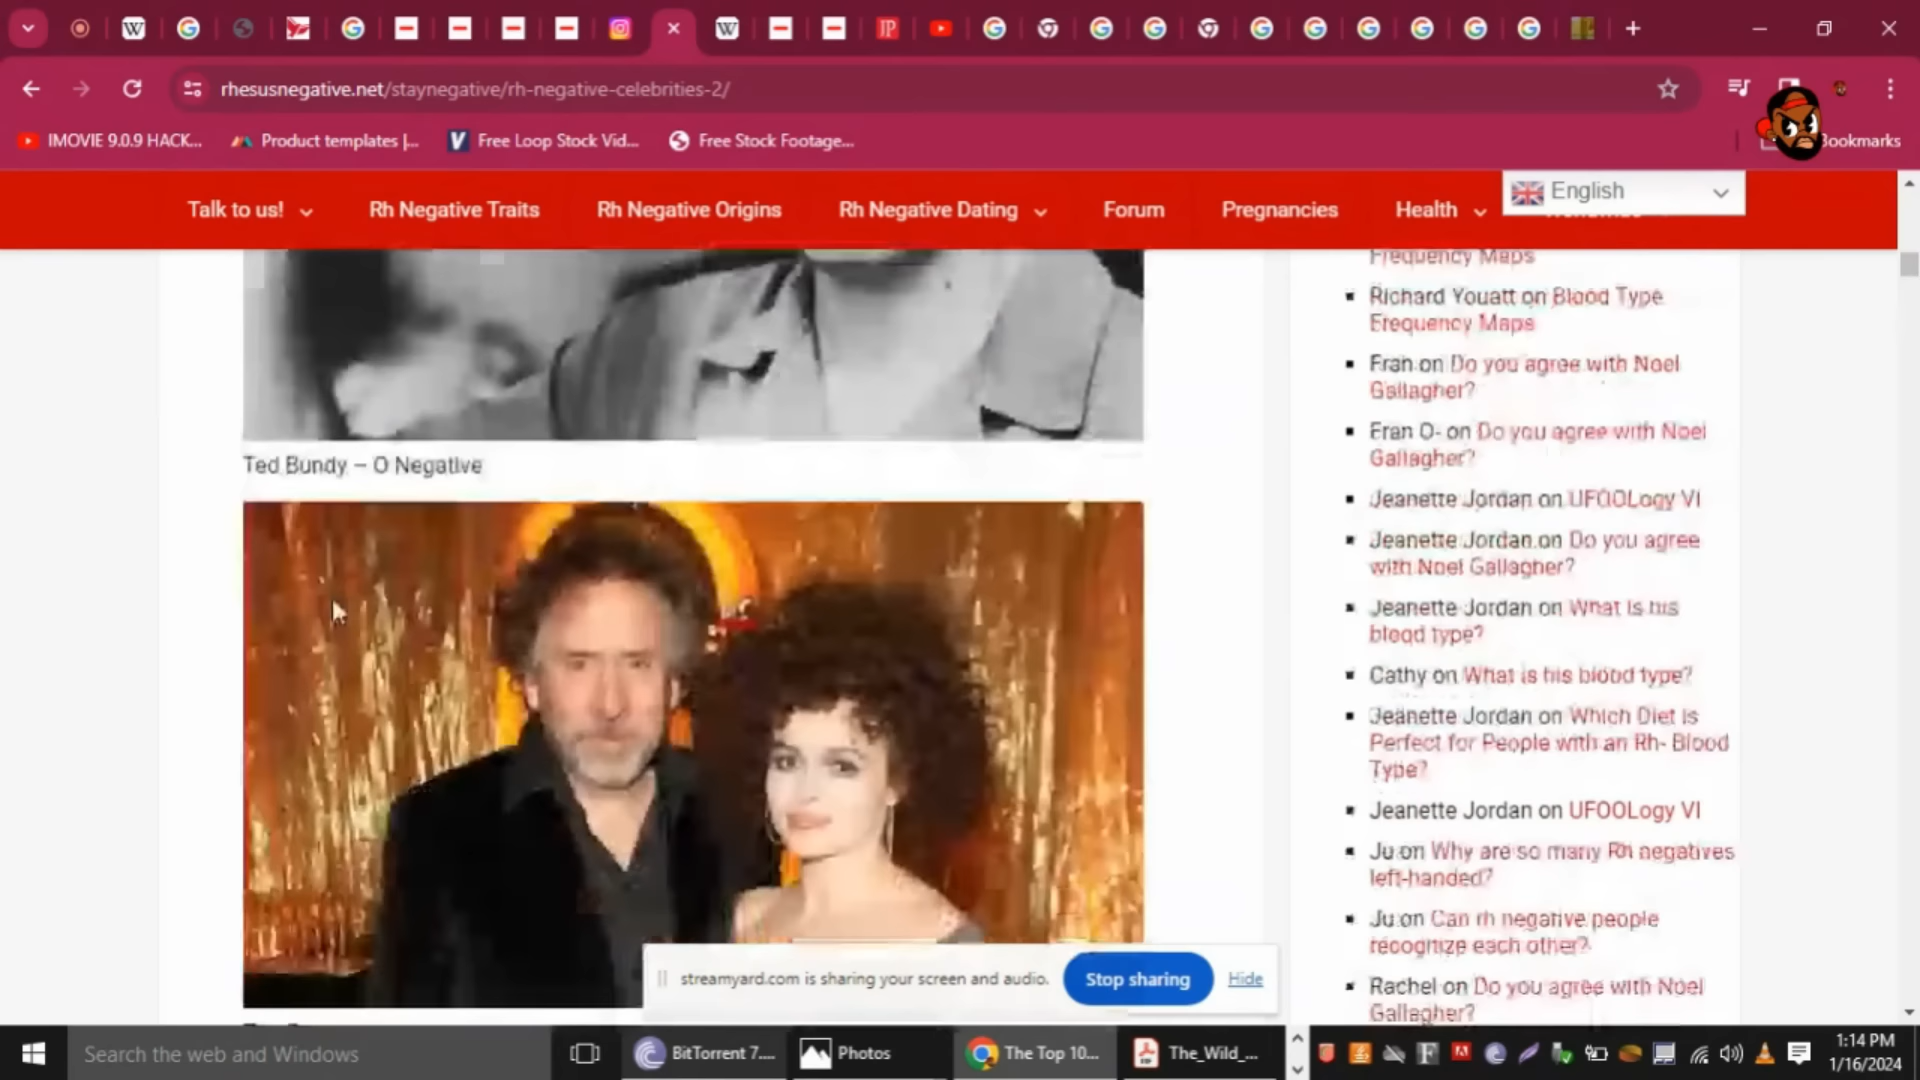 rhesusnegative.net/staynegative/rh-negative-celebrities-2/
IMOVIE 9.0.9 HACK...
Product templates |...
Free Loop Stock Vid...
Free Stock Footage...
Bookmarks
Talk to us!
Rh Negative Traits
Rh Negative Origins
Rh Negative Dating
Forum
Pregnancies
Health
English
Ted Bundy – O Negative
Frequency Maps
Richard Youatt on Blood Type
Frequency Maps
Fran on Do you agree with Noel
Gallagher?
Fran O- on Do you agree with Noel
Gallagher?
Jeanette Jordan on UFOOLogy VI
Jeanette Jordan on Do you agree
with Noel Gallagher?
Jeanette Jordan on What is his
blood type?
Cathy on What is his blood type?
Jeanette Jordan on Which Diet is
Perfect for People with an Rh- Blood
Type?
Jeanette Jordan on UFOOLogy VI
Ju on Why are so many Rh negatives
left-handed?
Ju on Can rh negative people
recognize each other?
Rachel on Do you agree with Noel
Gallagher?
streamyard.com is sharing your screen and audio.
Stop sharing
Hide
Search the web and Windows
BitTorrent 7....
Photos
The Top 10...
The_Wild_...
1:14 PM
1/16/2024